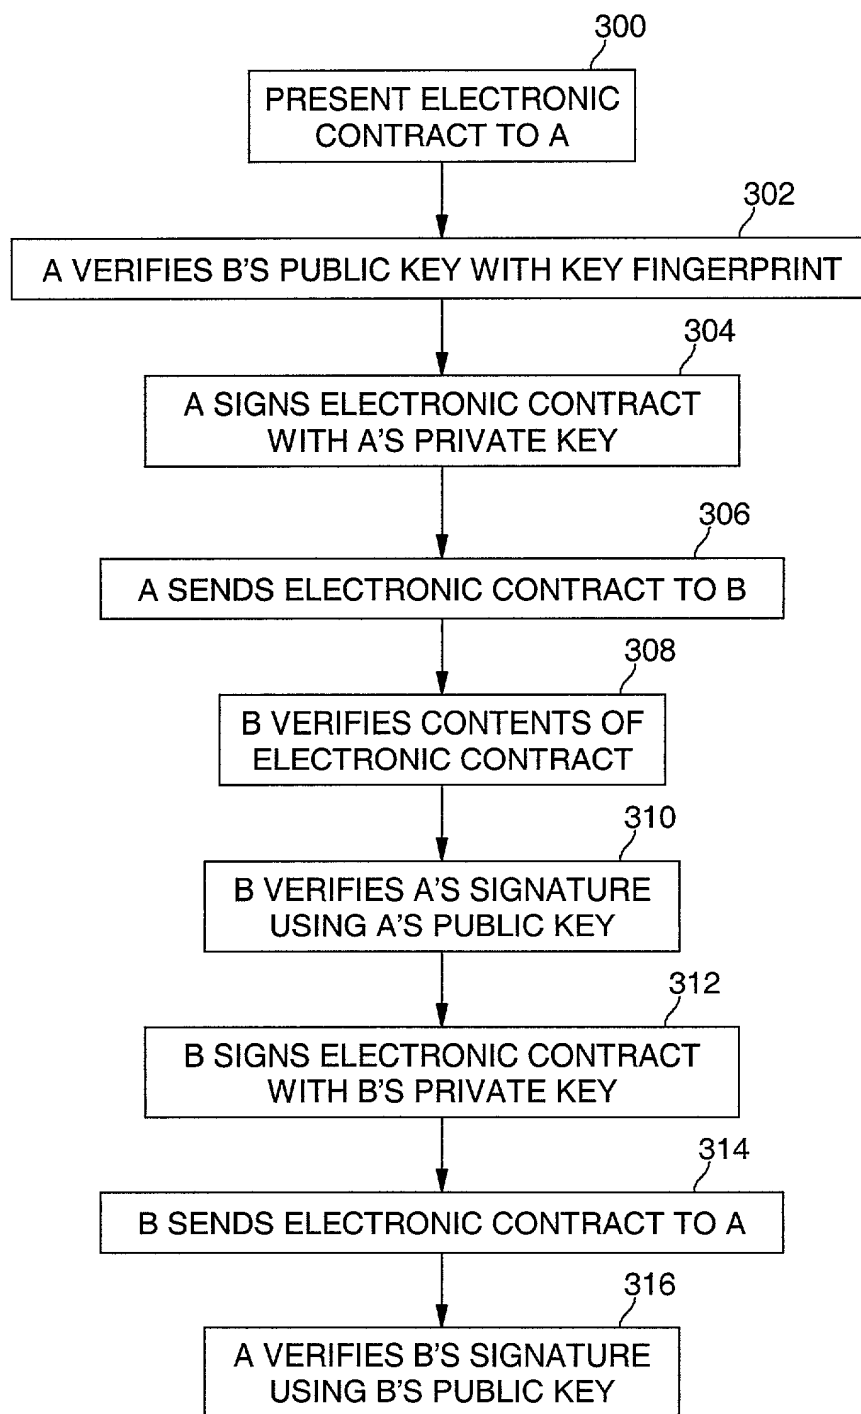 300
PRESENT ELECTRONIC
CONTRACT TO A
302
A VERIFIES B'S PUBLIC KEY WITH KEY FINGERPRINT
304
A SIGNS ELECTRONIC CONTRACT
WITH A'S PRIVATE KEY
306
A SENDS ELECTRONIC CONTRACT TO B
308
B VERIFIES CONTENTS OF
ELECTRONIC CONTRACT
310
B VERIFIES A'S SIGNATURE
USING A'S PUBLIC KEY
312
B SIGNS ELECTRONIC CONTRACT
WITH B'S PRIVATE KEY
314
B SENDS ELECTRONIC CONTRACT TO A
316
A VERIFIES B'S SIGNATURE
USING B'S PUBLIC KEY